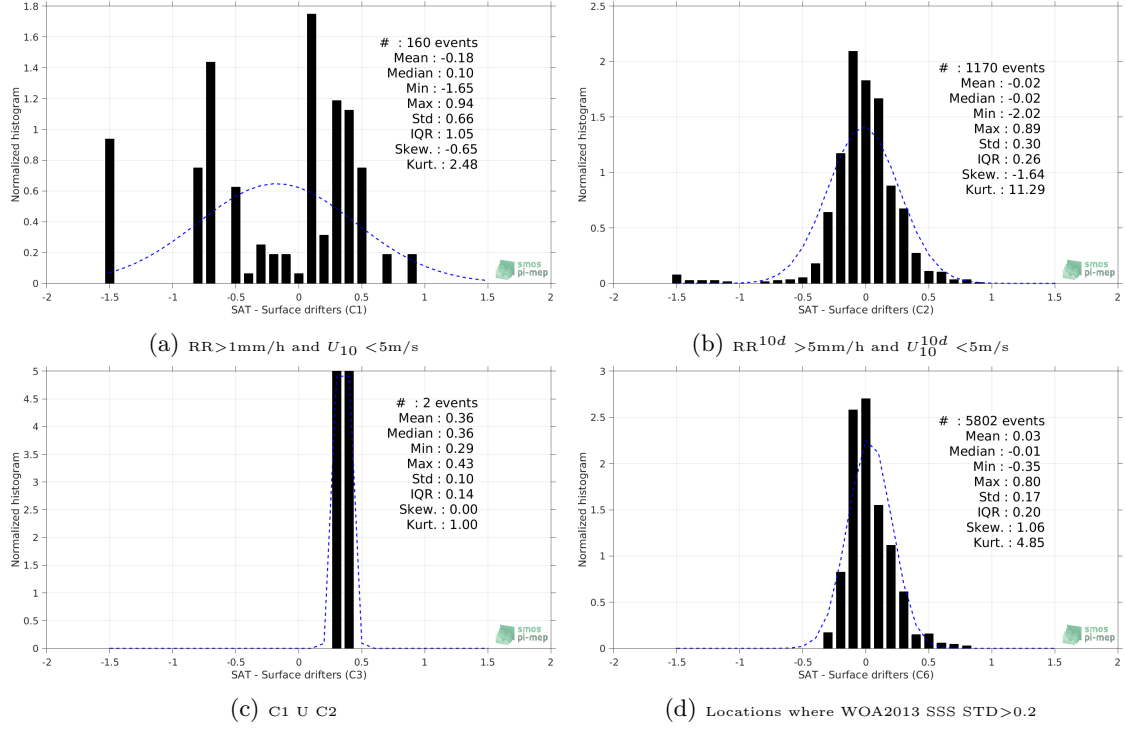 1.8
1.6
1.4
1.2
1
0.8
0.6
0.4
0.2
0
Normalized histogram
# : 160 events
Mean : -0.18
Median : 0.10
Min : -1.65
Max : 0.94
Std : 0.66
IQR : 1.05
Skew. : -0.65
Kurt. : 2.48
smos
pi-mep
-2 -1.5 -1 -0.5 0 0.5 1 1.5 2
SAT - Surface drifters (C1)
(a) RR>1mm/h and U10 <5m/s
2.5
2
1.5
1
0.5
0
Normalized histogram
# : 1170 events
Mean : -0.02
Median : -0.02
Min : -2.02
Max : 0.89
Std : 0.30
IQR : 0.26
Skew. : -1.64
Kurt. : 11.29
smos
pi-mep
-2 -1.5 -1 -0.5 0 0.5 1 1.5 2
SAT - Surface drifters (C2)
(b) RR10d >5mm/h and U10 10d <5m/s
5
4.5
4
3.5
3
2.5
2
1.5
1
0.5
0
Normalized histogram
# : 2 events
Mean : 0.36
Median : 0.36
Min : 0.29
Max : 0.43
Std : 0.10
IQR : 0.14
Skew. : 0.00
Kurt. : 1.00
smos
pi-mep
-2 -1.5 -1 -0.5 0 0.5 1 1.5 2
SAT - Surface drifters (C3)
(c) C1 U C2
3
2.5
2
1.5
1
0.5
0
Normalized histogram
# : 5802 events
Mean : 0.03
Median : -0.01
Min : -0.35
Max : 0.80
Std : 0.17
IQR : 0.20
Skew. : 1.06
Kurt. : 4.85
smos
pi-mep
-2 -1.5 -1 -0.5 0 0.5 1 1.5 2
SAT - Surface drifters (C6)
(d) Locations where WOA2013 SSS STD>0.2